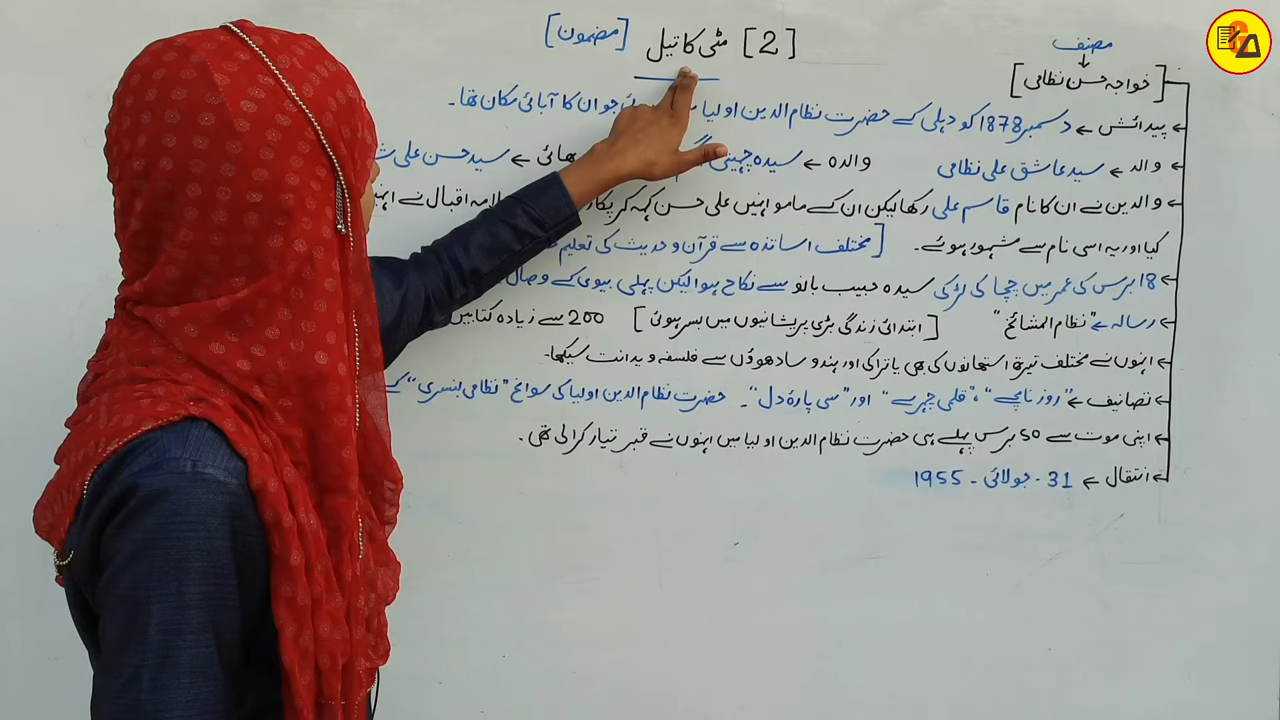 [2] مٹی کا تیل [مضمون]
مصنف
↓
[خواجہ حسن نظامی]
پیدائش ← دسمبر 1878 کو دہلی کے حضرت نظام الدین اولیا جو ان کا آبائی مکان تھا۔
والد ← سید عاشق علی نظامی والدہ ← سیدہ چہیتی بھائی ← سید حسن علی
والدین نے ان کا نام قاسم علی رکھا لیکن ان کے ماموا نہیں علی حسن کہہ کر
کیا اور یہ اسی نام سے مشہور ہوئے۔ [مختلف اساتذہ سے قرآن و حدیث کی تعلیم
18 برس کی عمر میں چچا کی لڑکی سیدہ حبیب بانو سے نکاح ہوا لیکن پہلی بیوی کے وصال
رسالہ ← "نظام المشائخ" [ابتدائی زندگی بڑی پریشانیوں میں بسر ہوئی] 200 سے زیادہ کتابیں
انہوں نے مختلف تیرتھ استھانوں کی بھی یاترا کی اور ہندو سادھوؤں سے فلسفہ ویدانت سیکھا۔
تصانیف ← "روزنامچے"، "قلمی چہرے" اور "سی پارۂ دل"۔ حضرت نظام الدین اولیا کی سوانح "نظامی بنسری" کے
اپنی موت سے 50 برس پہلے ہی حضرت نظام الدین اولیا میں انہوں نے قبر تیار کرالی تھی۔
انتقال ← 31 - جولائی - 1955